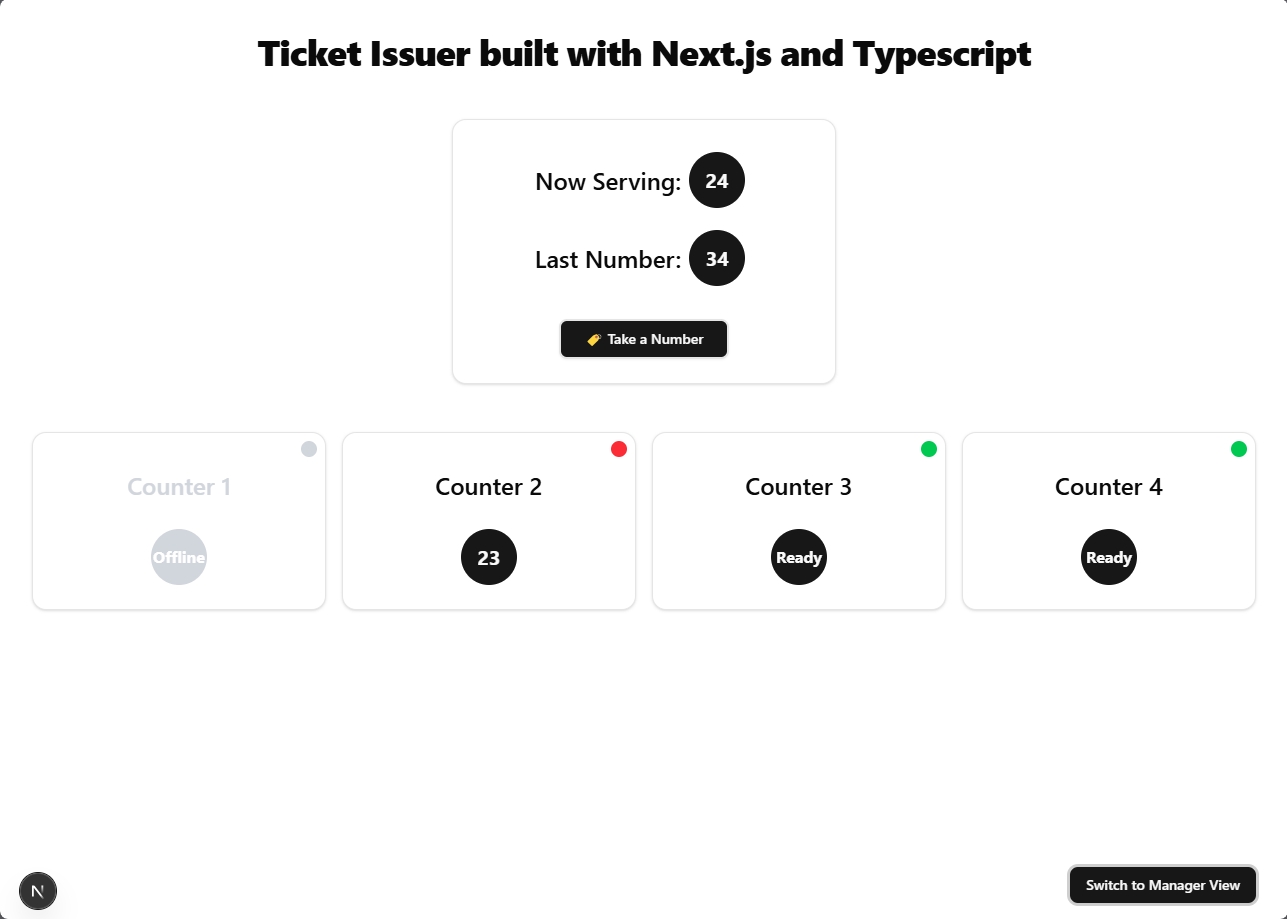 Ticket Issuer built with Next.js and Typescript
Now Serving: 24
Last Number: 34
Take a Number
Counter 1
Offline
Counter 2
23
Counter 3
Ready
Counter 4
Ready
N
Switch to Manager View